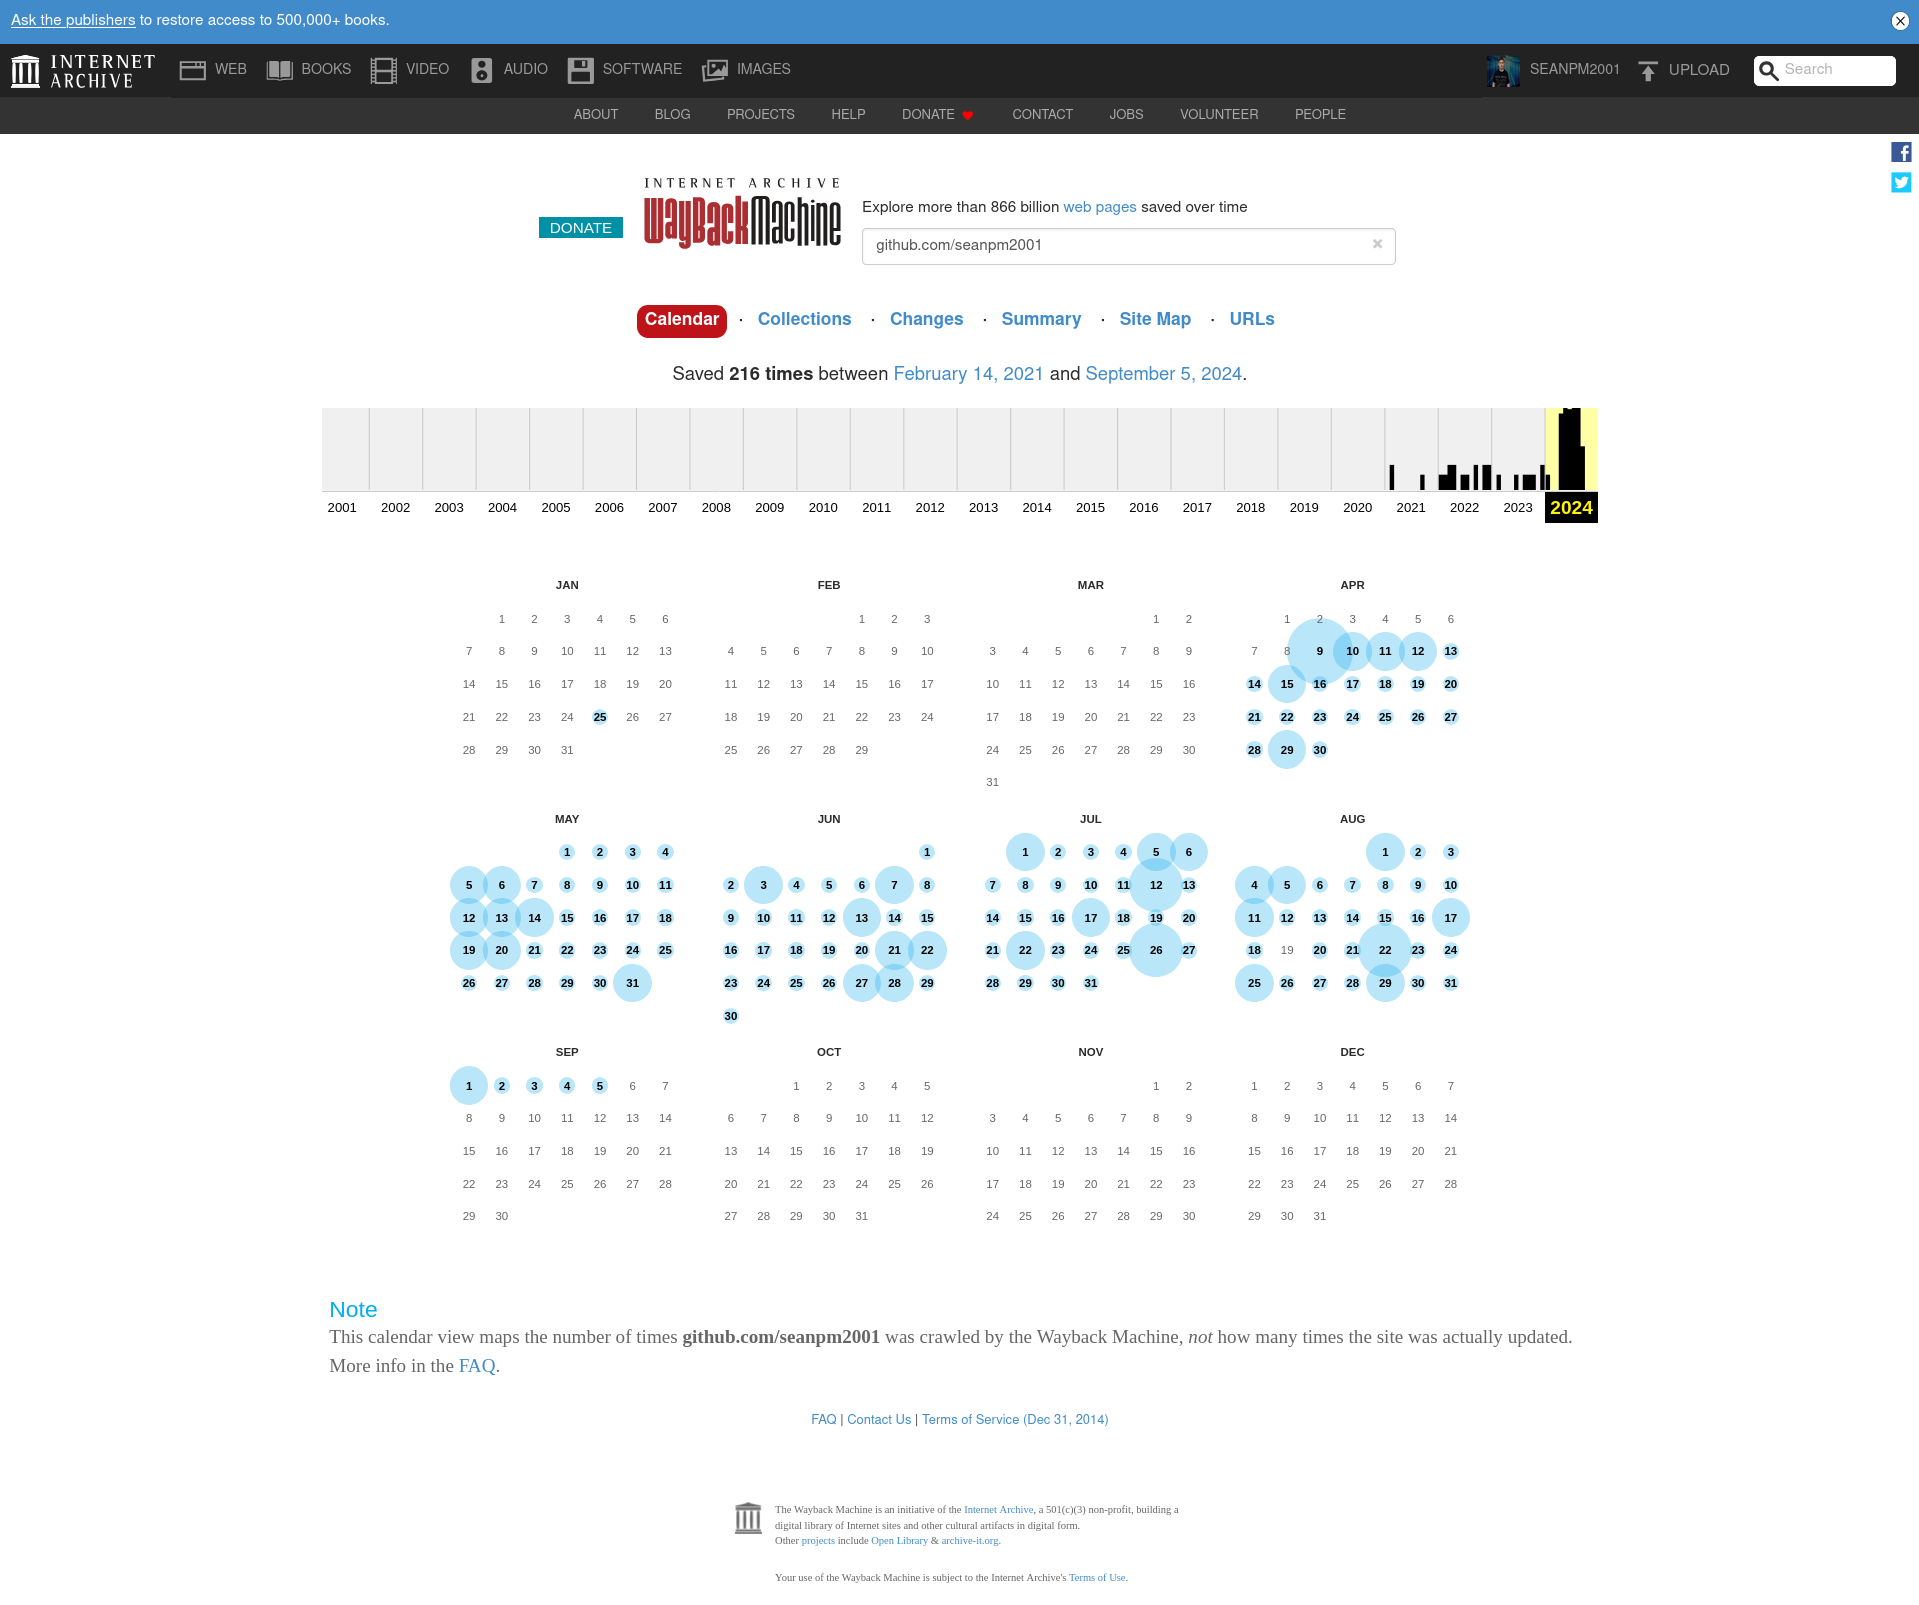 Ask the publishers to restore access to 500,000+ books.
INTERNET ARCHIVE
WEB BOOKS VIDEO AUDIO SOFTWARE IMAGES SEANPM2001 UPLOAD Search
ABOUT BLOG PROJECTS HELP DONATE CONTACT JOBS VOLUNTEER PEOPLE
INTERNET ARCHIVE
WayBackMachine
DONATE
Explore more than 866 billion web pages saved over time
github.com/seanpm2001 ×
Calendar · Collections · Changes · Summary · Site Map · URLs
Saved 216 times between February 14, 2021 and September 5, 2024.
2001 2002 2003 2004 2005 2006 2007 2008 2009 2010 2011 2012 2013 2014 2015 2016 2017 2018 2019 2020 2021 2022 2023 2024
JAN FEB MAR APR
1 2 3 4 5 6 1 2 3 1 2 1 2 3 4 5 6
7 8 9 10 11 12 13 4 5 6 7 8 9 10 3 4 5 6 7 8 9 7 8 9 10 11 12 13
14 15 16 17 18 19 20 11 12 13 14 15 16 17 10 11 12 13 14 15 16 14 15 16 17 18 19 20
21 22 23 24 25 26 27 18 19 20 21 22 23 24 17 18 19 20 21 22 23 21 22 23 24 25 26 27
28 29 30 31 25 26 27 28 29 24 25 26 27 28 29 30 28 29 30
31
MAY JUN JUL AUG
1 2 3 4 1 1 2 3 4 5 6 1 2 3
5 6 7 8 9 10 11 2 3 4 5 6 7 8 7 8 9 10 11 12 13 4 5 6 7 8 9 10
12 13 14 15 16 17 18 9 10 11 12 13 14 15 14 15 16 17 18 19 20 11 12 13 14 15 16 17
19 20 21 22 23 24 25 16 17 18 19 20 21 22 21 22 23 24 25 26 27 18 19 20 21 22 23 24
26 27 28 29 30 31 23 24 25 26 27 28 29 28 29 30 31 25 26 27 28 29 30 31
30
SEP OCT NOV DEC
1 2 3 4 5 6 7 1 2 3 4 5 1 2 1 2 3 4 5 6 7
8 9 10 11 12 13 14 6 7 8 9 10 11 12 3 4 5 6 7 8 9 8 9 10 11 12 13 14
15 16 17 18 19 20 21 13 14 15 16 17 18 19 10 11 12 13 14 15 16 15 16 17 18 19 20 21
22 23 24 25 26 27 28 20 21 22 23 24 25 26 17 18 19 20 21 22 23 22 23 24 25 26 27 28
29 30 27 28 29 30 31 24 25 26 27 28 29 30 29 30 31
Note
This calendar view maps the number of times github.com/seanpm2001 was crawled by the Wayback Machine, not how many times the site was actually updated.
More info in the FAQ.
FAQ | Contact Us | Terms of Service (Dec 31, 2014)
The Wayback Machine is an initiative of the Internet Archive, a 501(c)(3) non-profit, building a
digital library of Internet sites and other cultural artifacts in digital form.
Other projects include Open Library & archive-it.org.
Your use of the Wayback Machine is subject to the Internet Archive's Terms of Use.